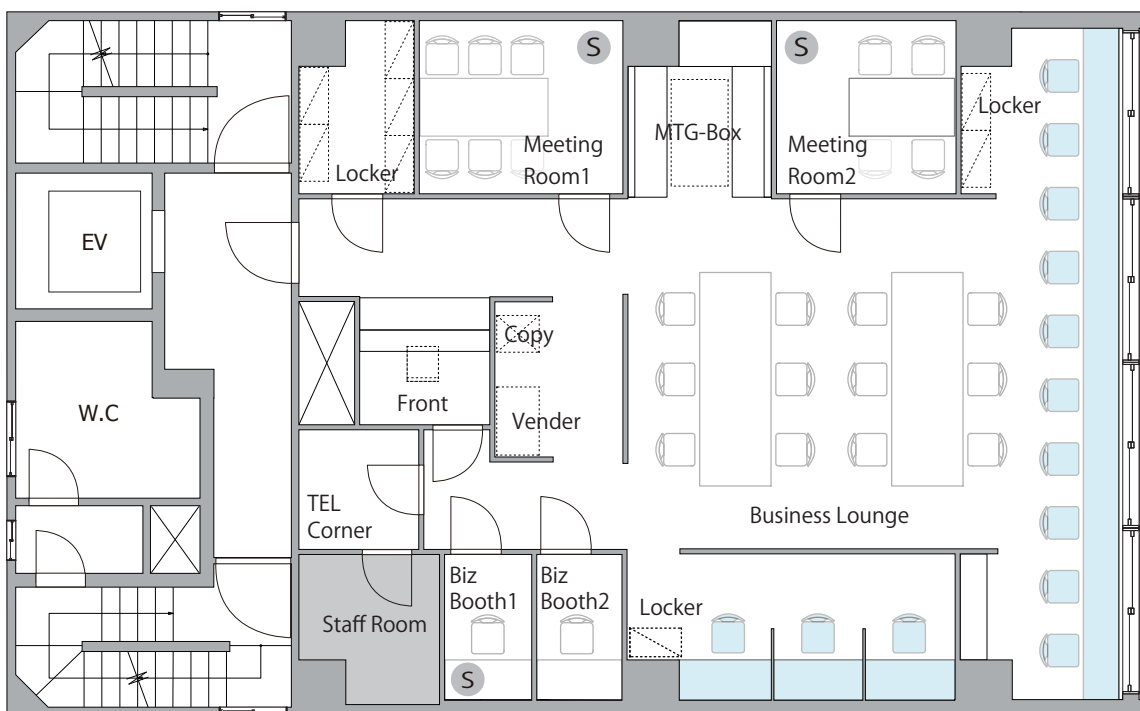 S
S
Locker
Meeting
Room1
MTG-Box
Meeting
Room2
Locker
EV
Copy
Front
Vender
W.C
TEL
Corner
Business Lounge
Biz
Booth1
Biz
Booth2
Locker
Staff Room
S